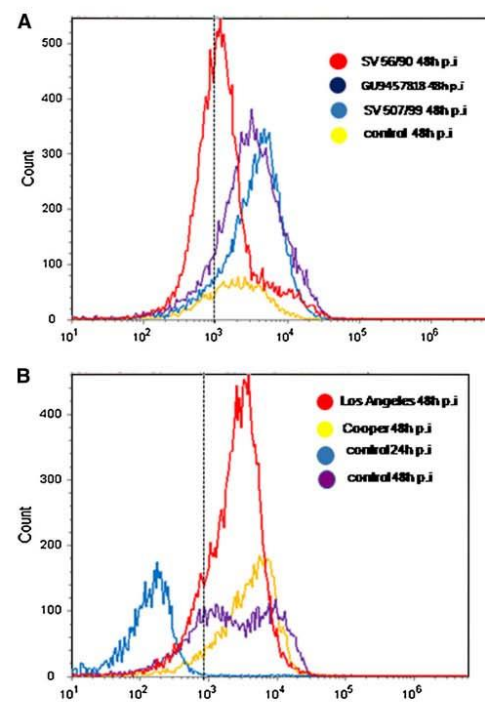 A
500
400
300
200
100
0
Count
SV 56/90 48h p.i
GU9457818 48h p.i
SV 507/99 48h p.i
control 48h p.i
10¹ 10² 10³ 10⁴ 10⁵ 10⁶
B
400
300
200
100
0
Count
Los Angeles 48h p.i
Cooper 48h p.i
control 24h p.i
control 48h p.i
10¹ 10² 10³ 10⁴ 10⁵ 10⁶